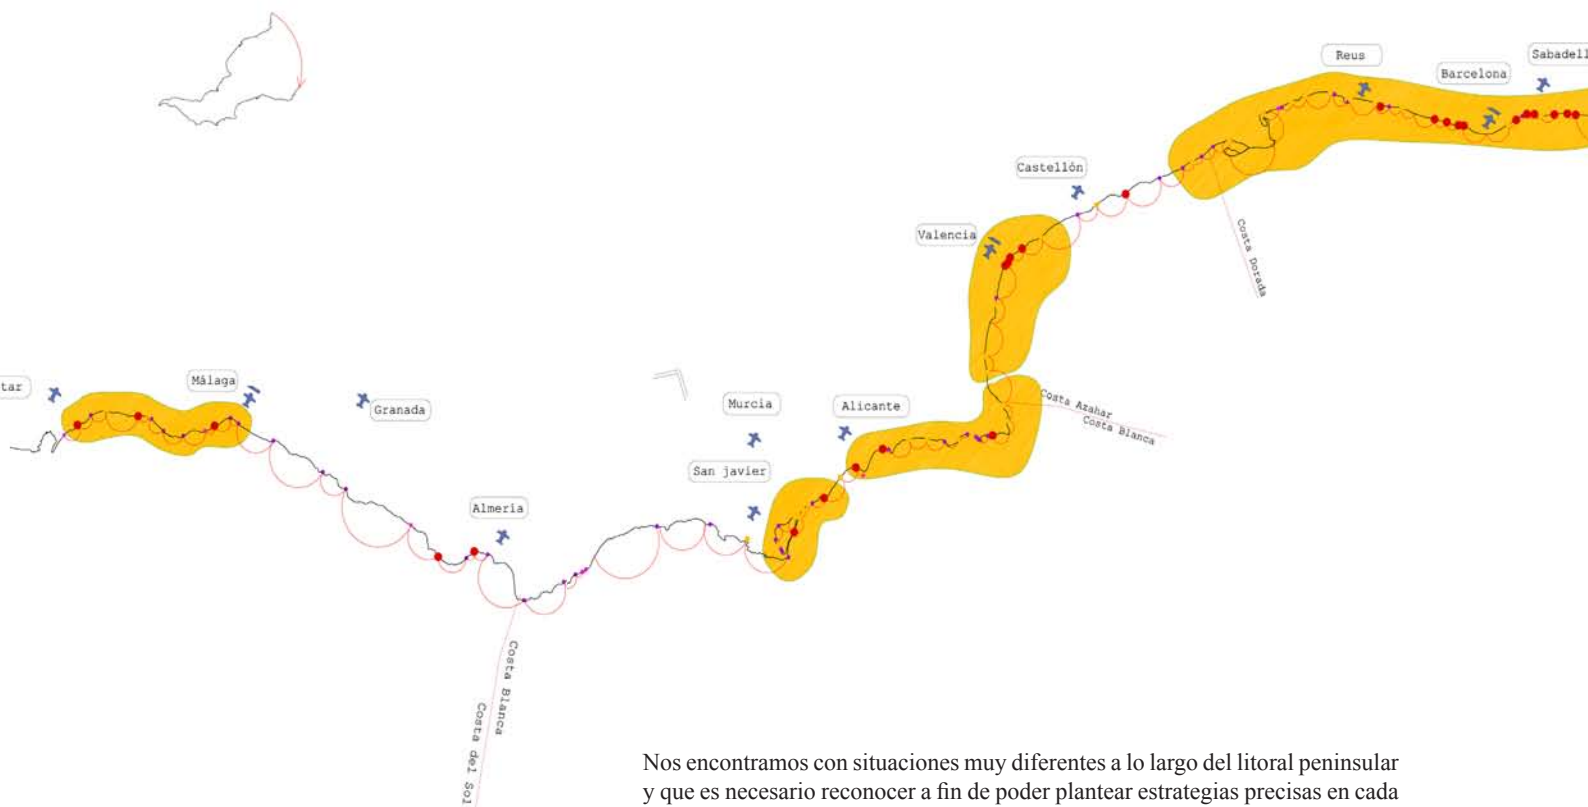 Reus
Sabadell
Barcelona
Castellón
Valencia
Costa Dorada
tar
Málaga
Granada
Murcia
Alicante
Costa Azahar
Costa Blanca
San javier
Almeria
Costa Blanca
Costa del Sol
Nos encontramos con situaciones muy diferentes a lo largo del litoral peninsular
y que es necesario reconocer a fin de poder plantear estrategias precisas en cada